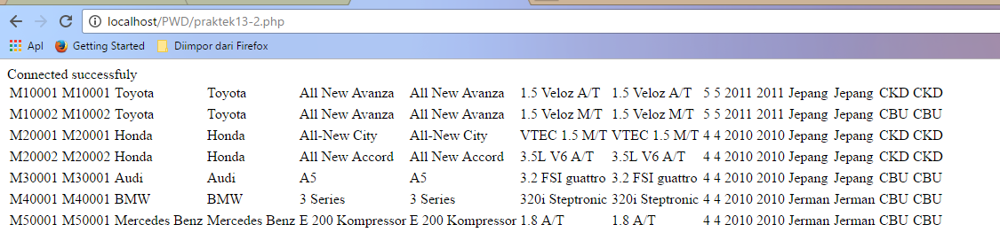 localhost/PWD/praktek13-2.php
Apl Getting Started Diimpor dari Firefox
Connected successfuly
M10001 M10001 Toyota Toyota All New Avanza All New Avanza 1.5 Veloz A/T 1.5 Veloz A/T 5 5 2011 2011 Jepang Jepang CKD CKD
M10002 M10002 Toyota Toyota All New Avanza All New Avanza 1.5 Veloz M/T 1.5 Veloz M/T 5 5 2011 2011 Jepang Jepang CBU CBU
M20001 M20001 Honda Honda All-New City All-New City VTEC 1.5 M/T VTEC 1.5 M/T 4 4 2010 2010 Jepang Jepang CKD CKD
M20002 M20002 Honda Honda All New Accord All New Accord 3.5L V6 A/T 3.5L V6 A/T 4 4 2010 2010 Jepang Jepang CKD CKD
M30001 M30001 Audi Audi A5 A5 3.2 FSI guattro 3.2 FSI guattro 4 4 2010 2010 Jepang Jepang CBU CBU
M40001 M40001 BMW BMW 3 Series 3 Series 320i Steptronic 320i Steptronic 4 4 2010 2010 Jerman Jerman CBU CBU
M50001 M50001 Mercedes Benz Mercedes Benz E 200 Kompressor E 200 Kompressor 1.8 A/T 1.8 A/T 4 4 2010 2010 Jerman Jerman CBU CBU